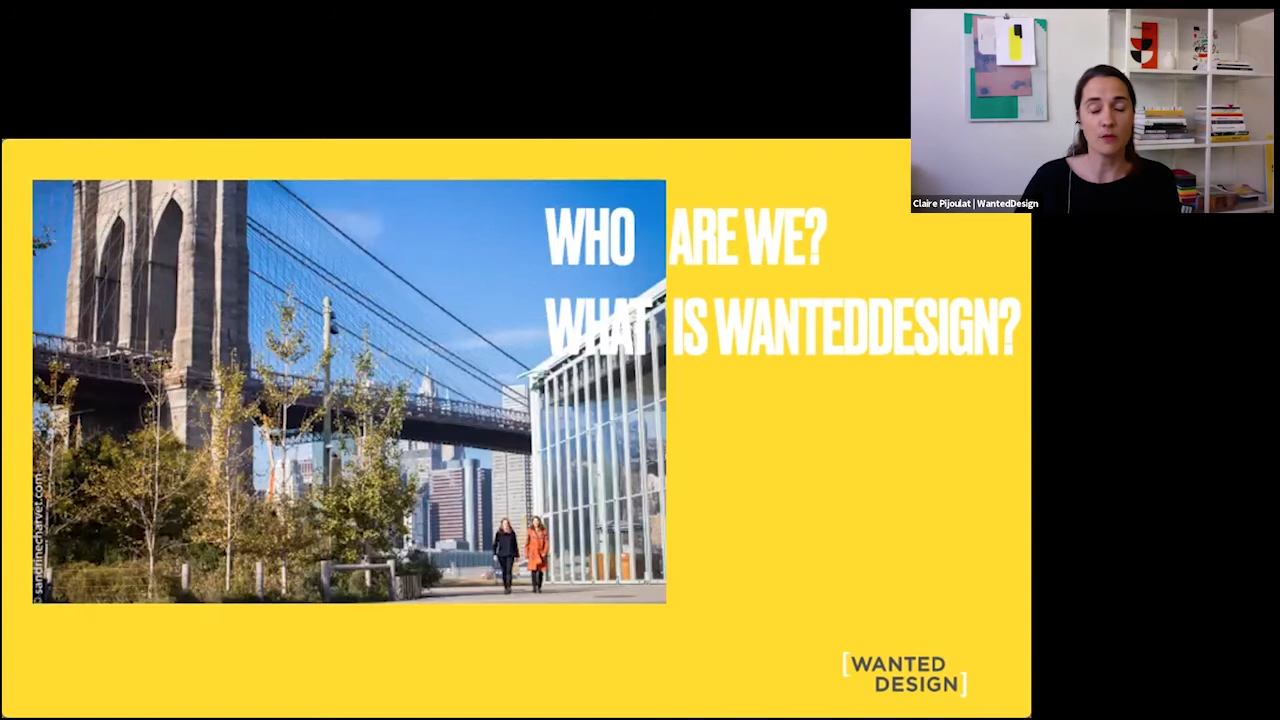 Claire Pijoulat | WantedDesign
WHO ARE WE?
WHAT IS WANTEDDESIGN?
© sandrinecharvet.com
[WANTED
DESIGN]